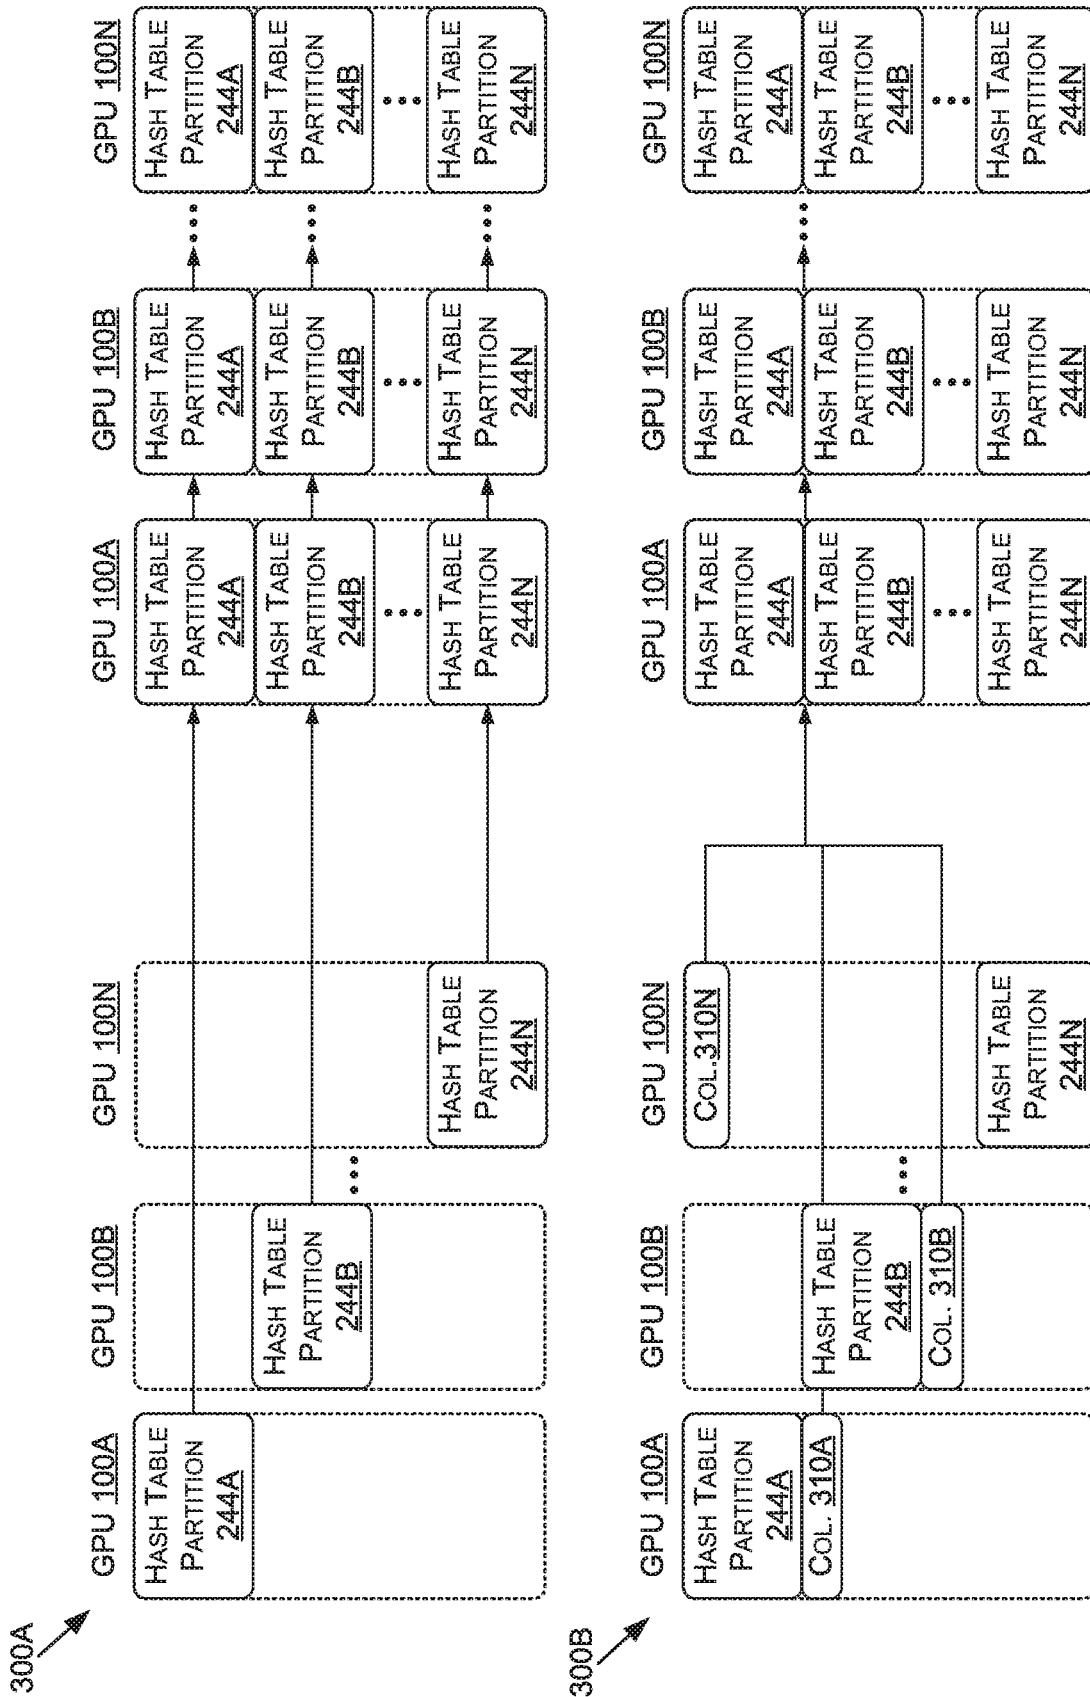 300A
GPU 100A
HASH TABLE
PARTITION
244A
GPU 100B
HASH TABLE
PARTITION
244B
•••
GPU 100N
HASH TABLE
PARTITION
244N
GPU 100A
HASH TABLE
PARTITION
244A
HASH TABLE
PARTITION
244B
•••
HASH TABLE
PARTITION
244N
GPU 100B
HASH TABLE
PARTITION
244A
HASH TABLE
PARTITION
244B
•••
HASH TABLE
PARTITION
244N
•••
•••
•••
GPU 100N
HASH TABLE
PARTITION
244A
HASH TABLE
PARTITION
244B
•••
HASH TABLE
PARTITION
244N
300B
GPU 100A
HASH TABLE
PARTITION
244A
COL. 310A
GPU 100B
HASH TABLE
PARTITION
244B
COL. 310B
•••
GPU 100N
COL.310N
HASH TABLE
PARTITION
244N
GPU 100A
HASH TABLE
PARTITION
244A
HASH TABLE
PARTITION
244B
•••
HASH TABLE
PARTITION
244N
GPU 100B
HASH TABLE
PARTITION
244A
HASH TABLE
PARTITION
244B
•••
HASH TABLE
PARTITION
244N
•••
GPU 100N
HASH TABLE
PARTITION
244A
HASH TABLE
PARTITION
244B
•••
HASH TABLE
PARTITION
244N